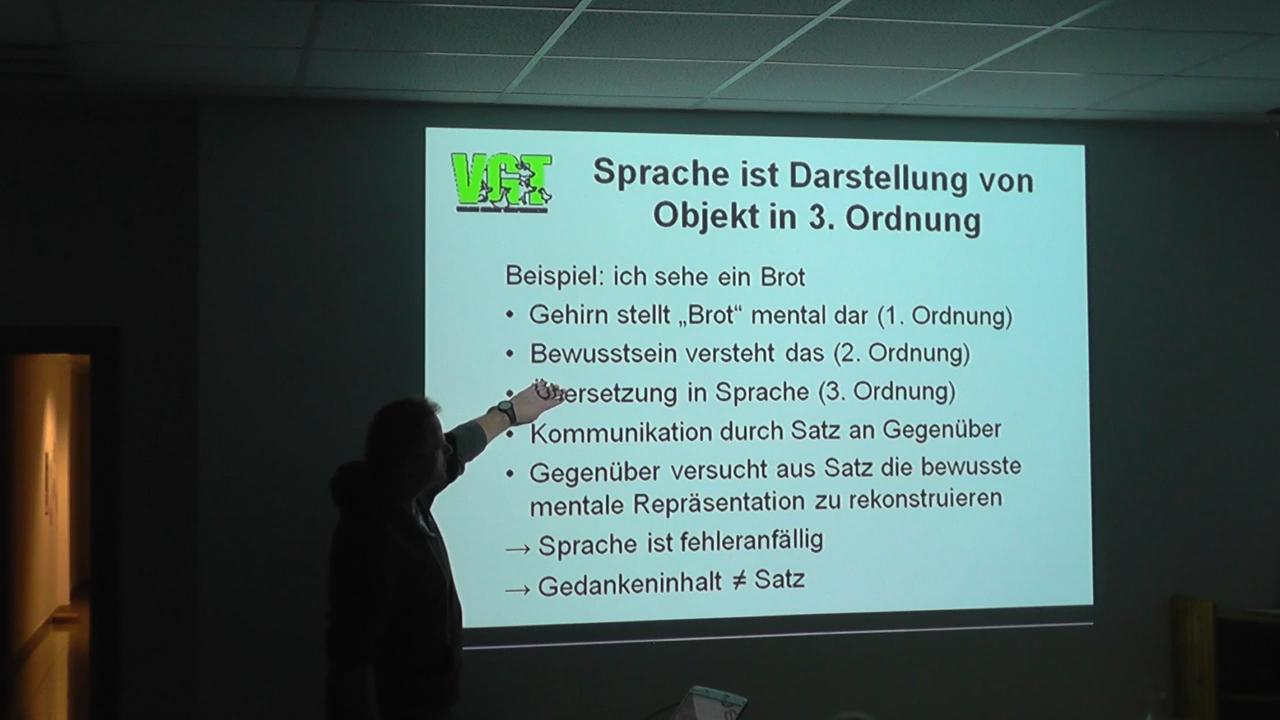 VGT
Sprache ist Darstellung von
Objekt in 3. Ordnung
Beispiel: ich sehe ein Brot
• Gehirn stellt „Brot“ mental dar (1. Ordnung)
• Bewusstsein versteht das (2. Ordnung)
• Übersetzung in Sprache (3. Ordnung)
• Kommunikation durch Satz an Gegenüber
• Gegenüber versucht aus Satz die bewusste
mentale Repräsentation zu rekonstruieren
→ Sprache ist fehleranfällig
→ Gedankeninhalt ≠ Satz